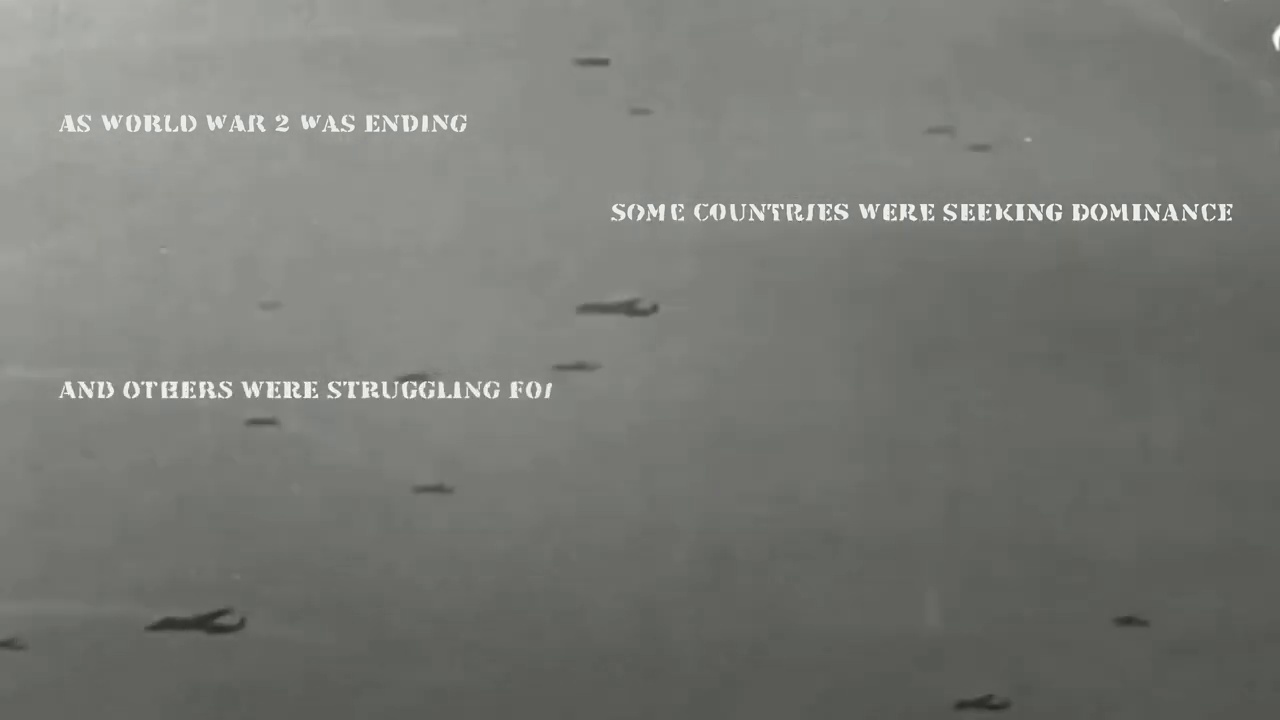 AS WORLD WAR 2 WAS ENDING
SOME COUNTRIES WERE SEEKING DOMINANCE
AND OTHERS WERE STRUGGLING